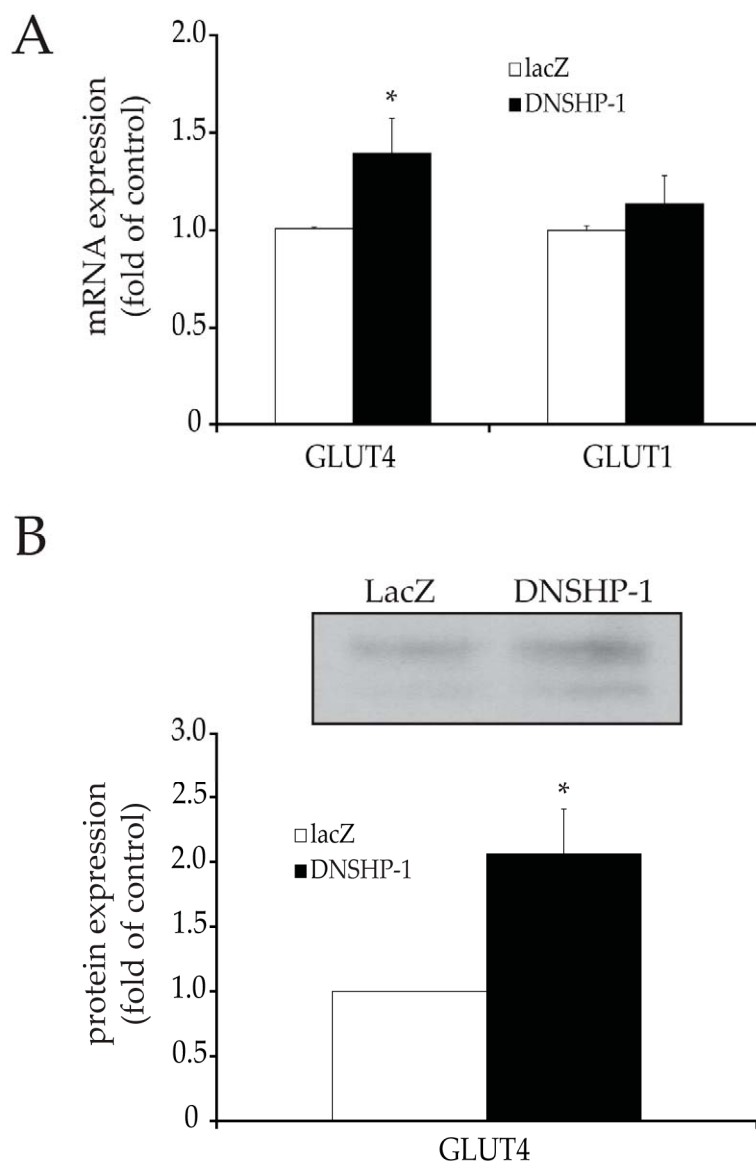 A
mRNA expression
(fold of control)
2.0
1.5
1.0
0.5
0
lacZ
DNSHP-1
*
GLUT4
GLUT1
B
LacZ
DNSHP-1
protein expression
(fold of control)
3.0
2.5
2.0
1.5
1.0
0.5
0
lacZ
DNSHP-1
*
GLUT4